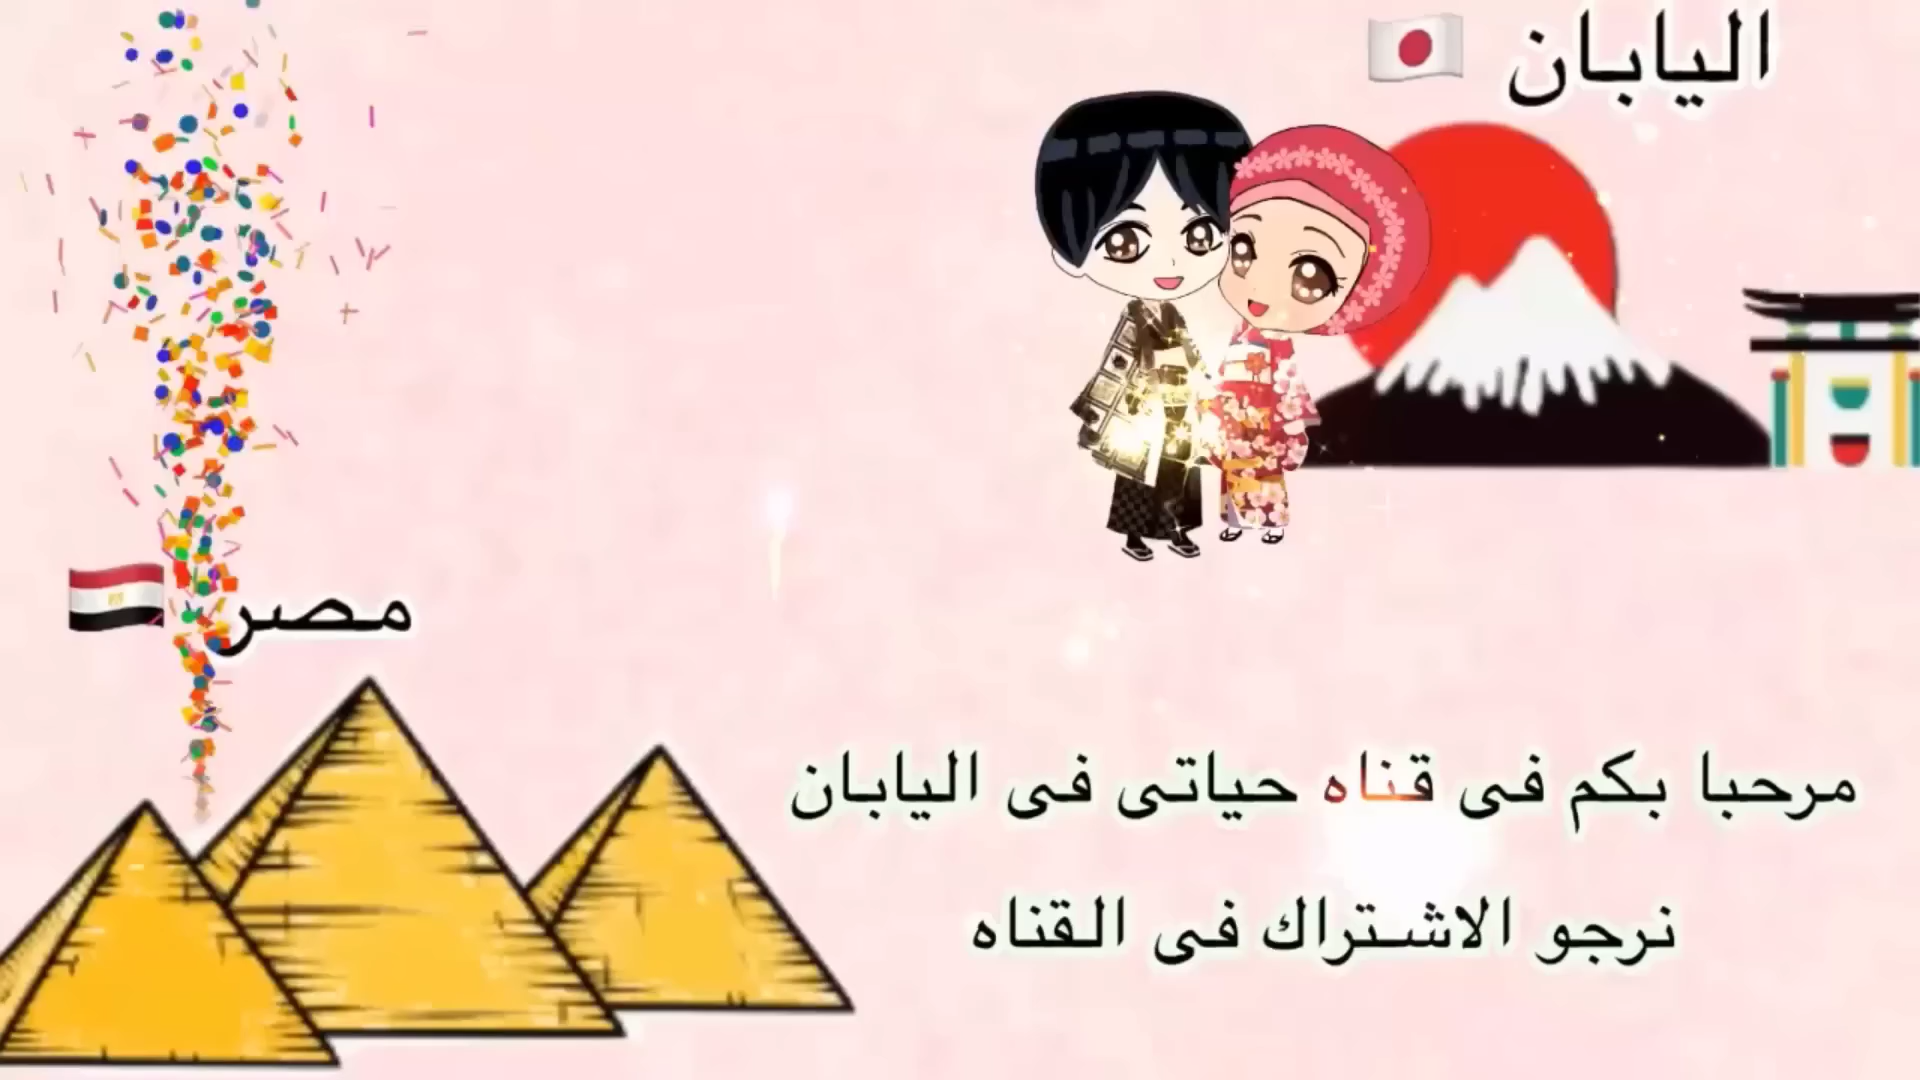 اليابان
مصر
مرحبا بكم فى قناه حياتى فى اليابان
نرجو الاشتراك فى القناه